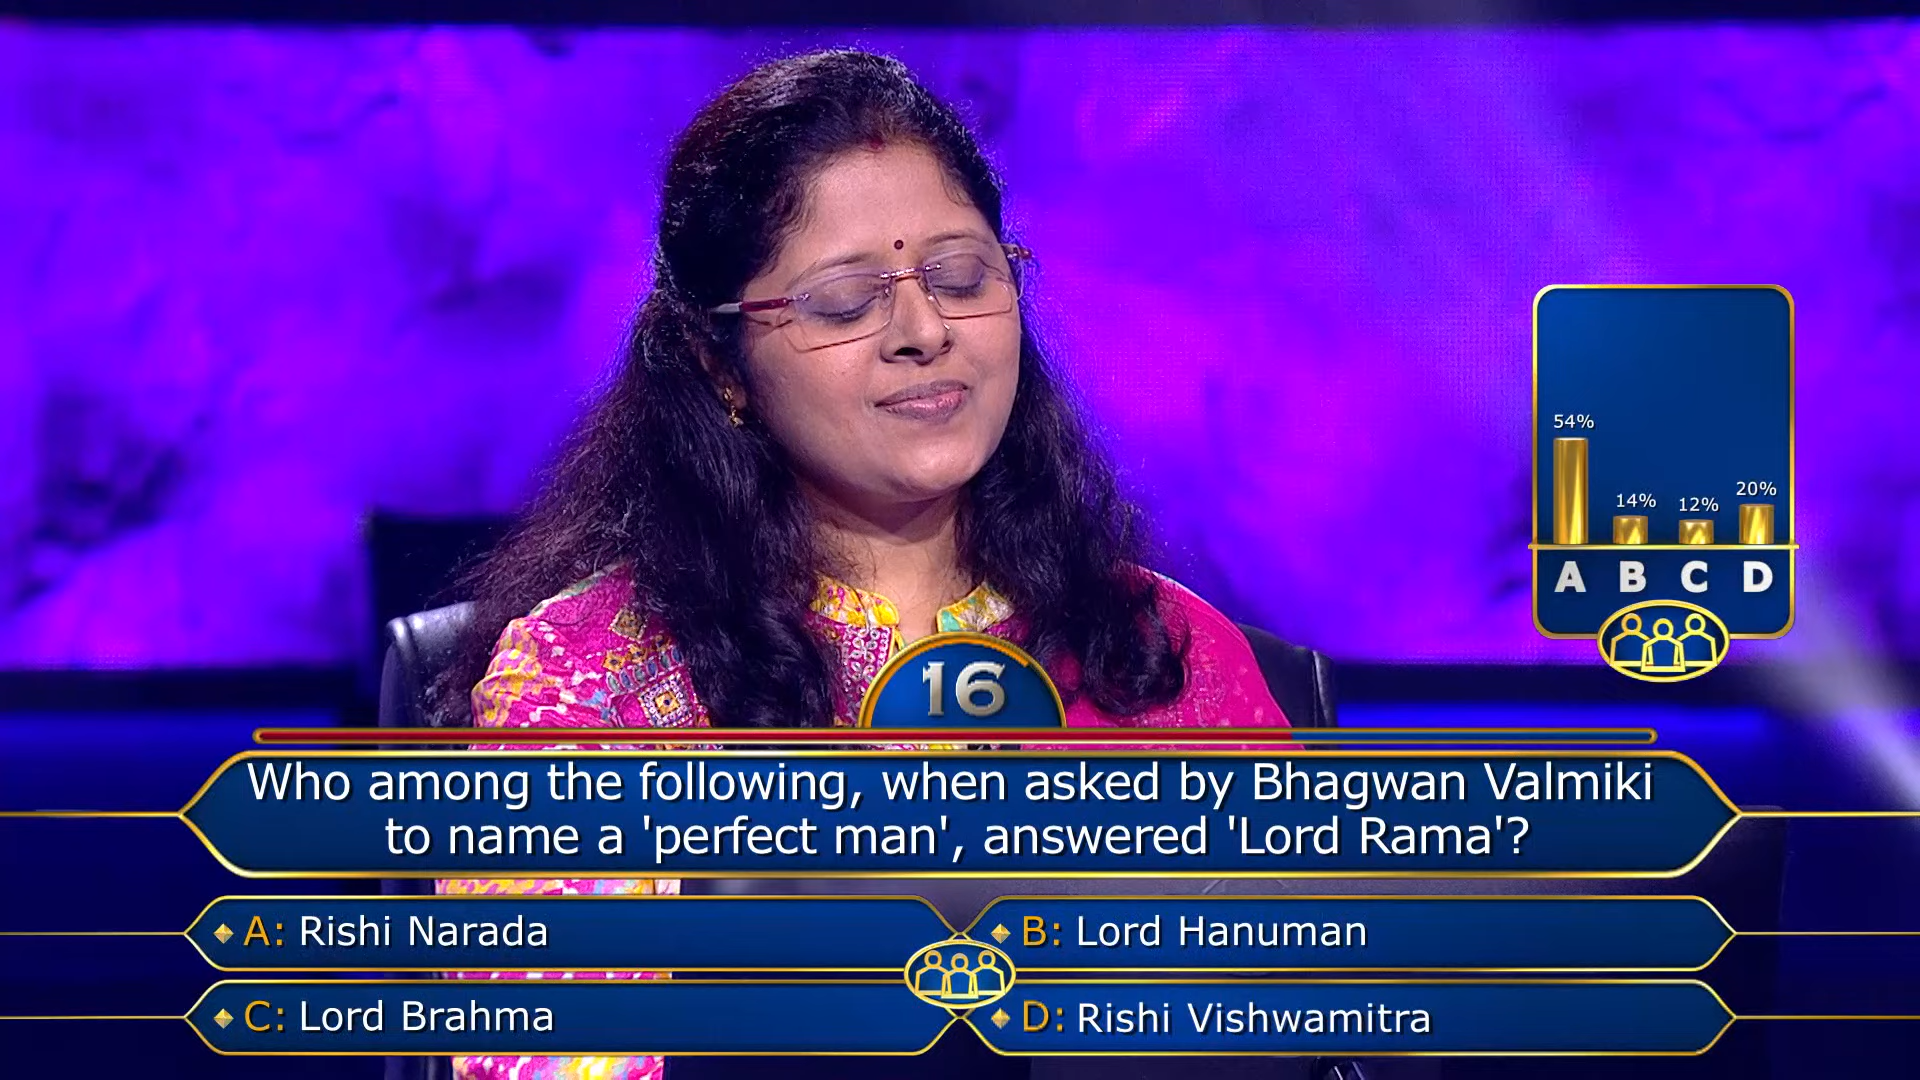 54%
14%
12%
20%
A B C D
16
Who among the following, when asked by Bhagwan Valmiki
to name a 'perfect man', answered 'Lord Rama'?
A: Rishi Narada
B: Lord Hanuman
C: Lord Brahma
D: Rishi Vishwamitra